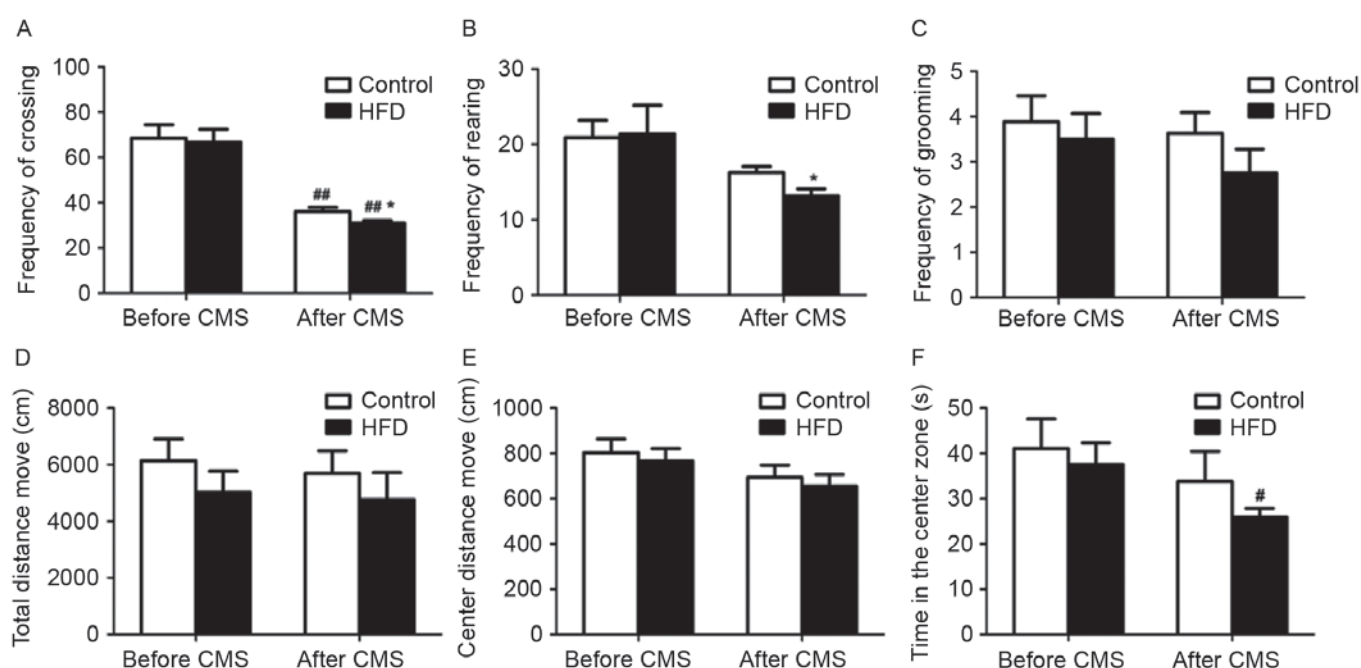 A
Frequency of crossing
100
80
60
40
20
0
Control
HFD
##
## *
Before CMS
After CMS
B
Frequency of rearing
30
20
10
0
Control
HFD
*
Before CMS
After CMS
C
Frequency of grooming
5
4
3
2
1
0
Control
HFD
Before CMS
After CMS
D
Total distance move (cm)
8000
6000
4000
2000
0
Control
HFD
Before CMS
After CMS
E
Center distance move (cm)
1000
800
600
400
200
0
Control
HFD
Before CMS
After CMS
F
Time in the center zone (s)
50
40
30
20
10
0
Control
HFD
#
Before CMS
After CMS